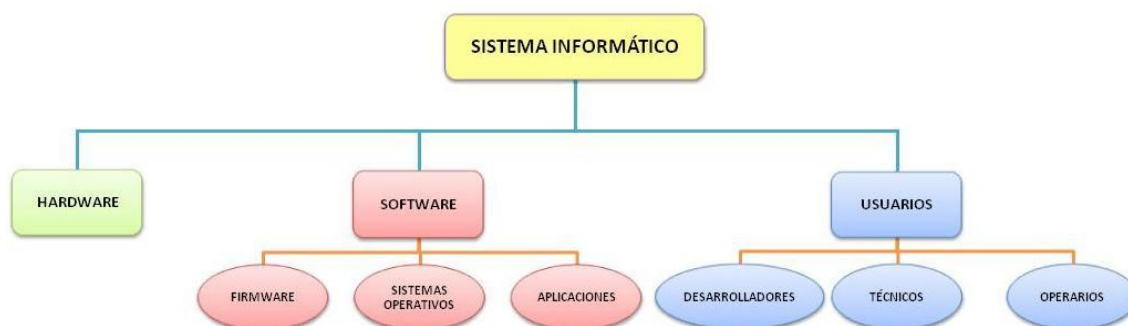 SISTEMA INFORMÁTICO
HARDWARE
SOFTWARE
USUARIOS
FIRMWARE
SISTEMAS
OPERATIVOS
APLICACIONES
DESARROLLADORES
TÉCNICOS
OPERARIOS